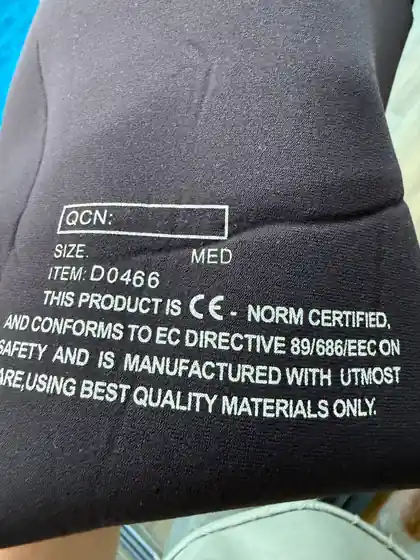 QCN:
SIZE. MED
ITEM: D0466
THIS PRODUCT IS CE - NORM CERTIFIED,
AND CONFORMS TO EC DIRECTIVE 89/686/EEC ON
SAFETY AND IS MANUFACTURED WITH UTMOST
ARE,USING BEST QUALITY MATERIALS ONLY.